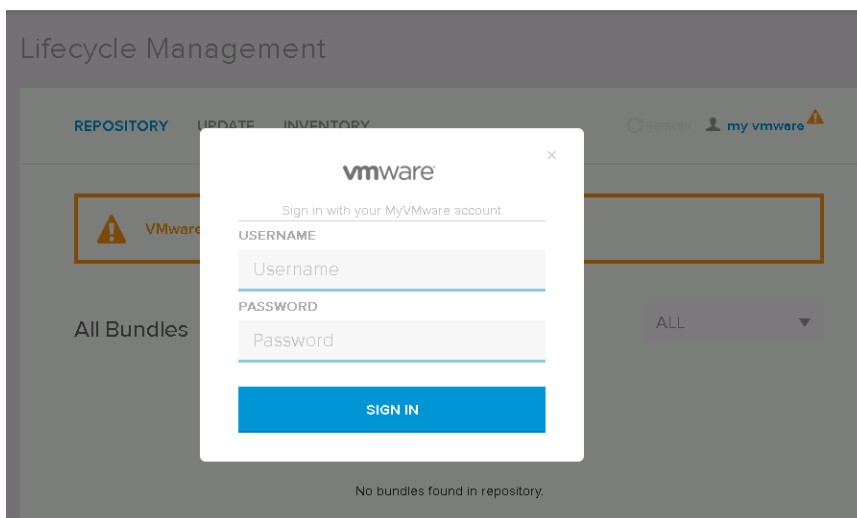 Lifecycle Management
REPOSITORY UPDATE INVENTORY
REFRESH my vmware
vmware
Sign in with your MyVMware account
VMware
USERNAME
Username
PASSWORD
Password
All Bundles
ALL
SIGN IN
No bundles found in repository.